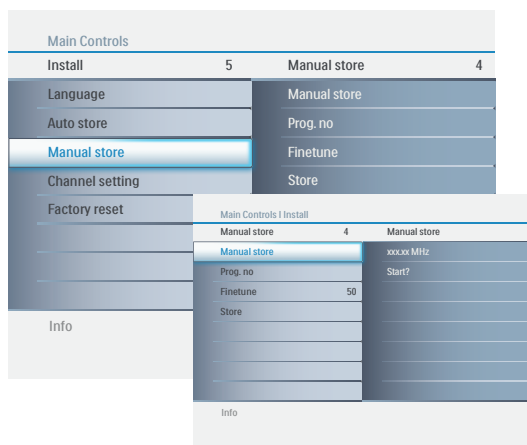 Main Controls
Install 5 Manual store 4
Language Manual store
Auto store Prog. no
Manual store Finetune
Channel setting Store
Factory reset
Info
Main Controls I Install
Manual store 4 Manual store
Manual store xxx.xx MHz
Prog. no Start?
Finetune 50
Store
Info